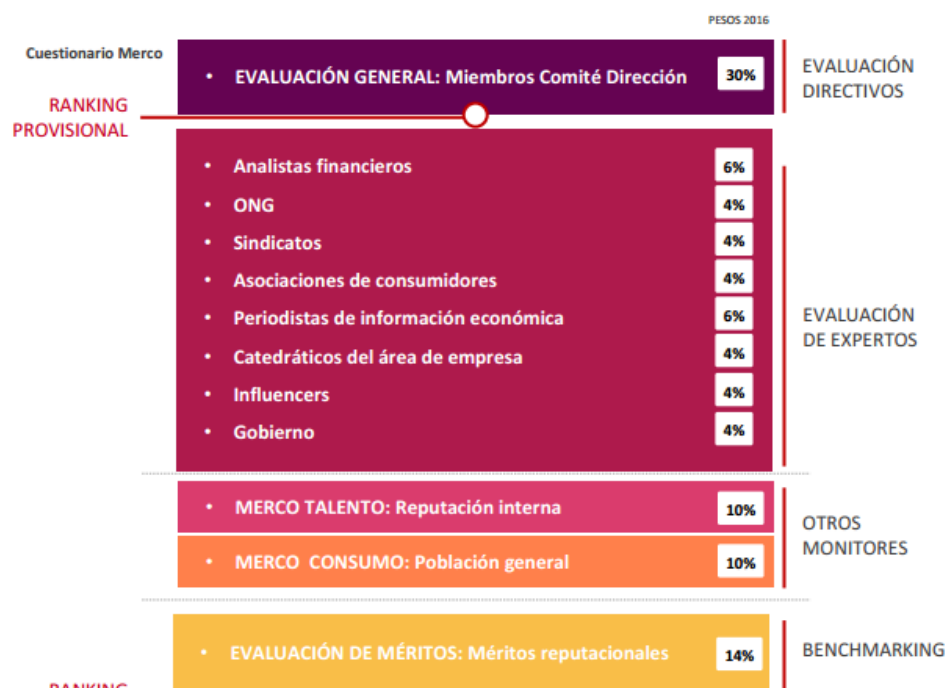 PESOS 2016
Cuestionario Merco
• EVALUACIÓN GENERAL: Miembros Comité Dirección 30%
EVALUACIÓN
DIRECTIVOS
RANKING
PROVISIONAL
• Analistas financieros 6%
• ONG 4%
• Sindicatos 4%
• Asociaciones de consumidores 4%
• Periodistas de información económica 6%
• Catedráticos del área de empresa 4%
• Influencers 4%
• Gobierno 4%
EVALUACIÓN
DE EXPERTOS
• MERCO TALENTO: Reputación interna 10%
• MERCO CONSUMO: Población general 10%
OTROS
MONITORES
• EVALUACIÓN DE MÉRITOS: Méritos reputacionales 14%
BENCHMARKING
RANKING